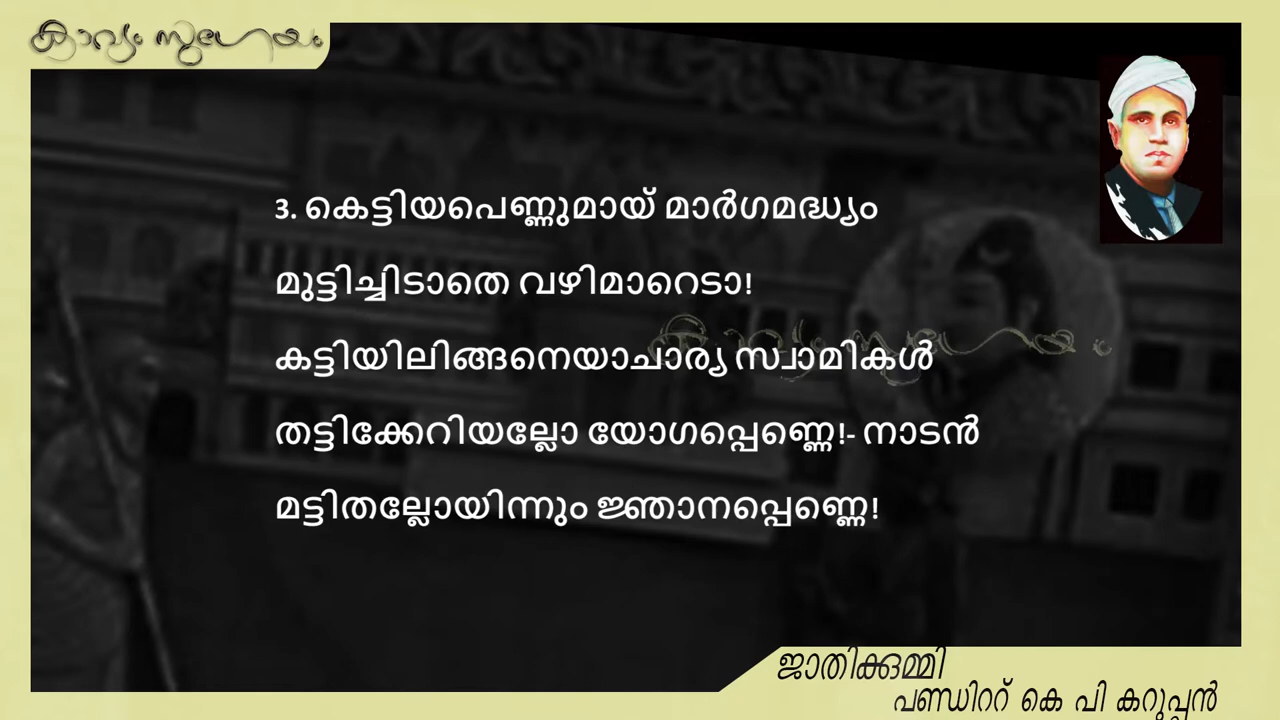 കാവ്യം സുഗേയം
3. കെട്ടിയപെണ്ണുമായ് മാർഗമദ്ധ്യം
മുട്ടിച്ചിടാതെ വഴിമാറെടാ!
കട്ടിയിലിങ്ങനെയാചാര്യ സ്വാമികൾ
തട്ടിക്കേറിയല്ലോ യോഗപ്പെണ്ണെ!- നാടൻ
മട്ടിതല്ലോയിന്നും ജ്ഞാനപ്പെണ്ണെ!
കാവ്യം സുഗേയം
ജാതിക്കുമ്മി
പണ്ഡിററ് കെ പി കറുപ്പൻ